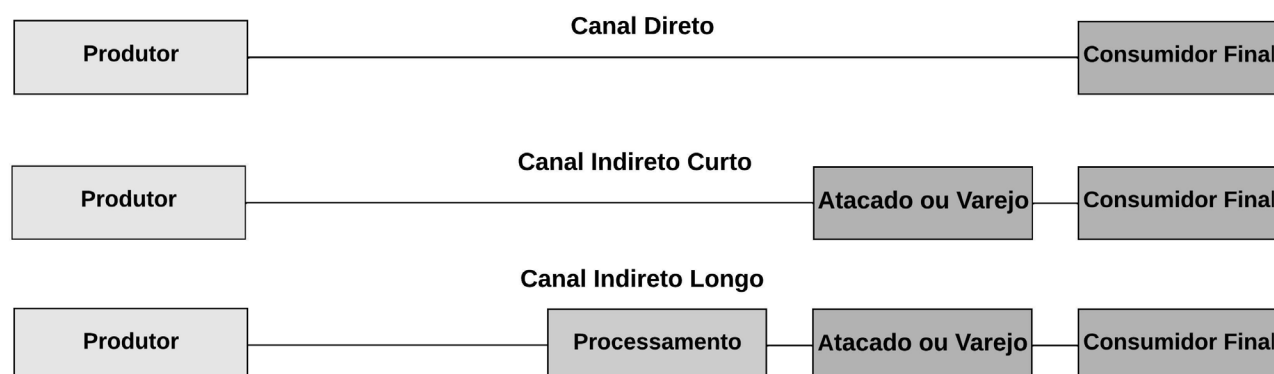 Canal Direto
Produtor
Consumidor Final
Canal Indireto Curto
Produtor
Atacado ou Varejo
Consumidor Final
Canal Indireto Longo
Produtor
Processamento
Atacado ou Varejo
Consumidor Final